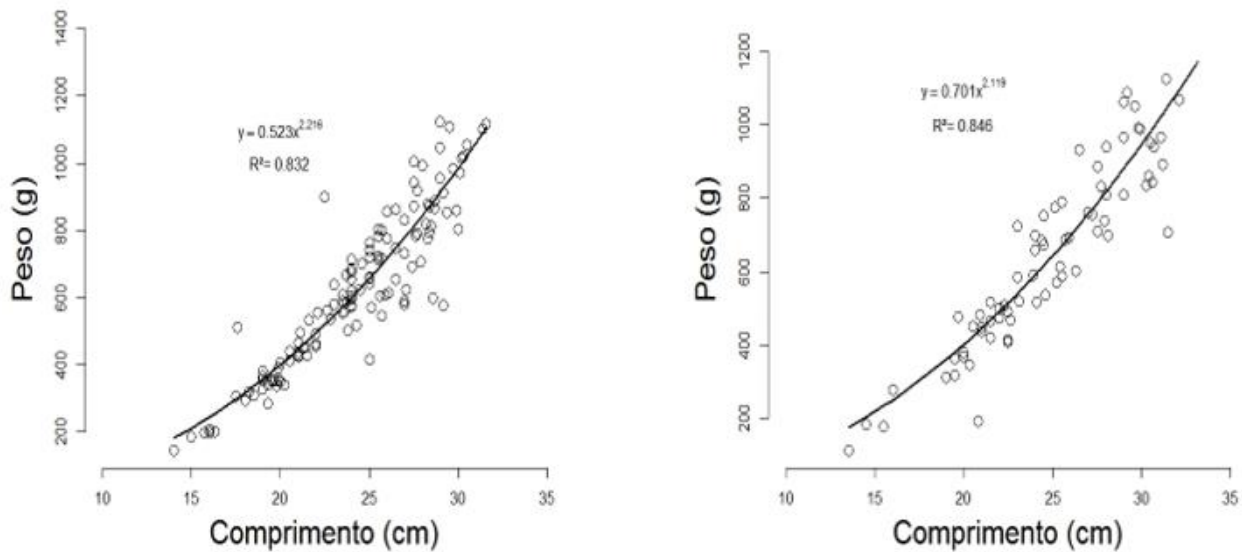 1400
1200
1000
800
600
400
200
Peso (g)
y = 0.523x^2.216
R²= 0.832
10 15 20 25 30 35
Comprimento (cm)
1200
1000
800
600
400
200
Peso (g)
y = 0.701x^2.119
R²= 0.846
10 15 20 25 30 35
Comprimento (cm)